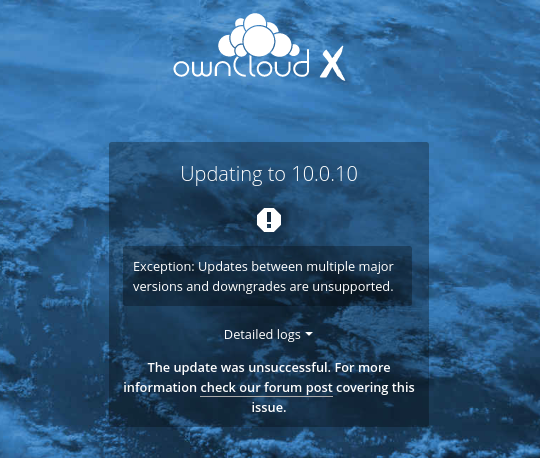 ownCloud X
Updating to 10.0.10
Exception: Updates between multiple major
versions and downgrades are unsupported.
Detailed logs
The update was unsuccessful. For more
information check our forum post covering this
issue.